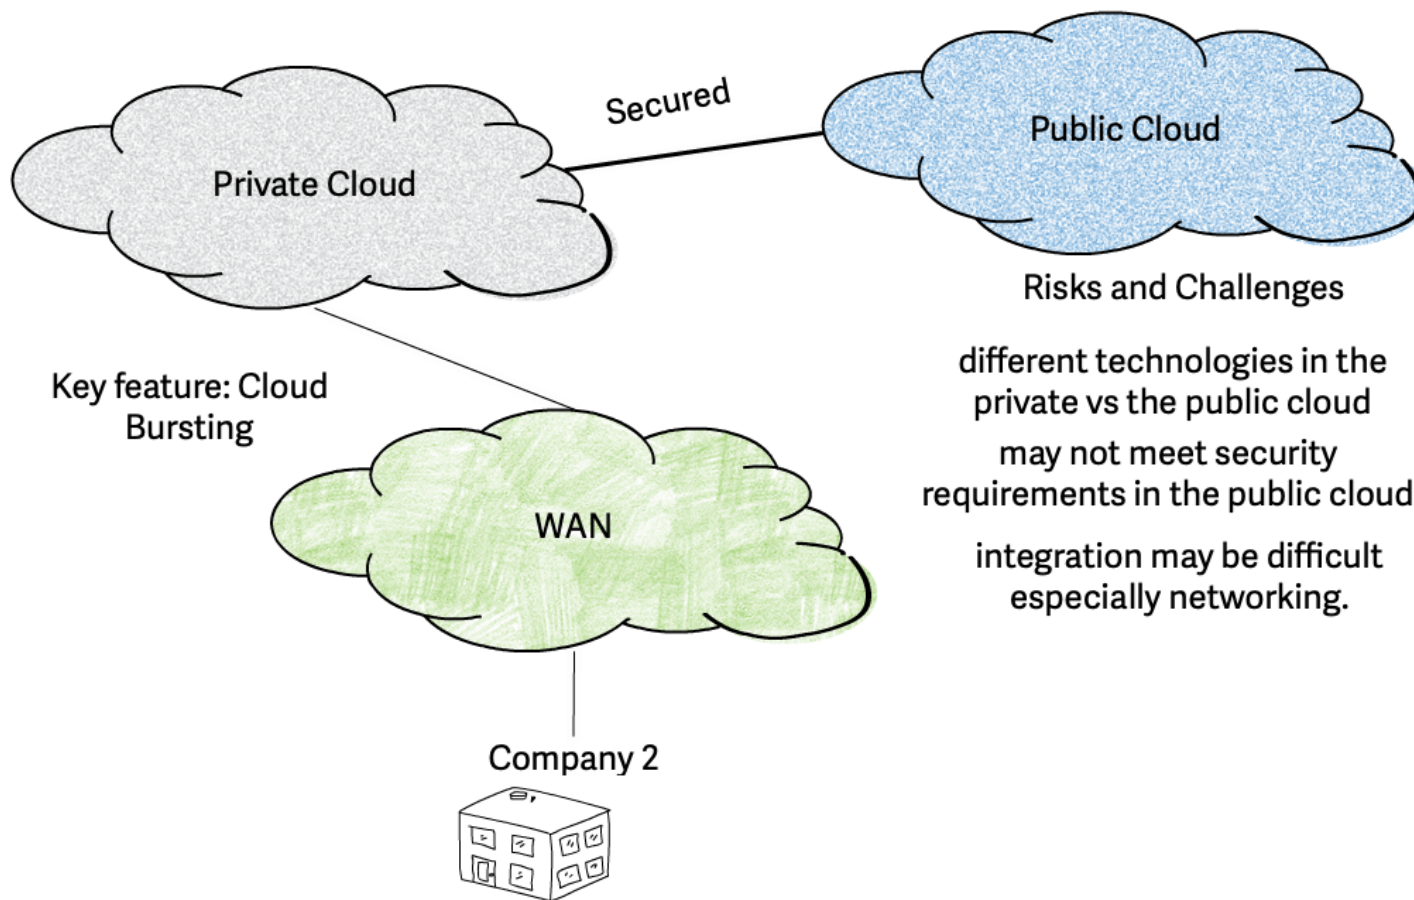 Secured
Public Cloud
Private Cloud
Risks and Challenges
different technologies in the
private vs the public cloud
Key feature: Cloud
Bursting
may not meet security
requirements in the public cloud
WAN
integration may be difficult
especially networking.
Company 2